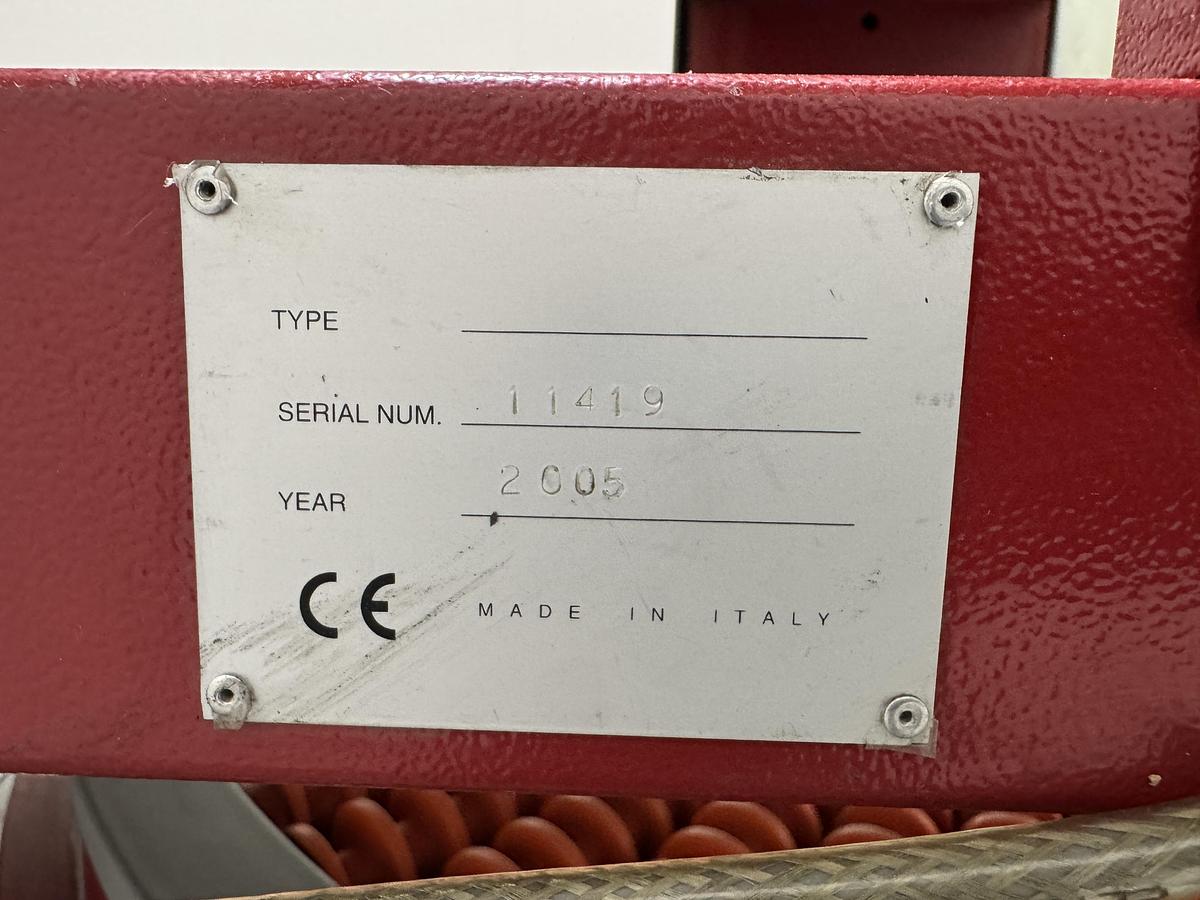 TYPE
SERIAL NUM. 11419
YEAR 2005
CE MADE IN ITALY